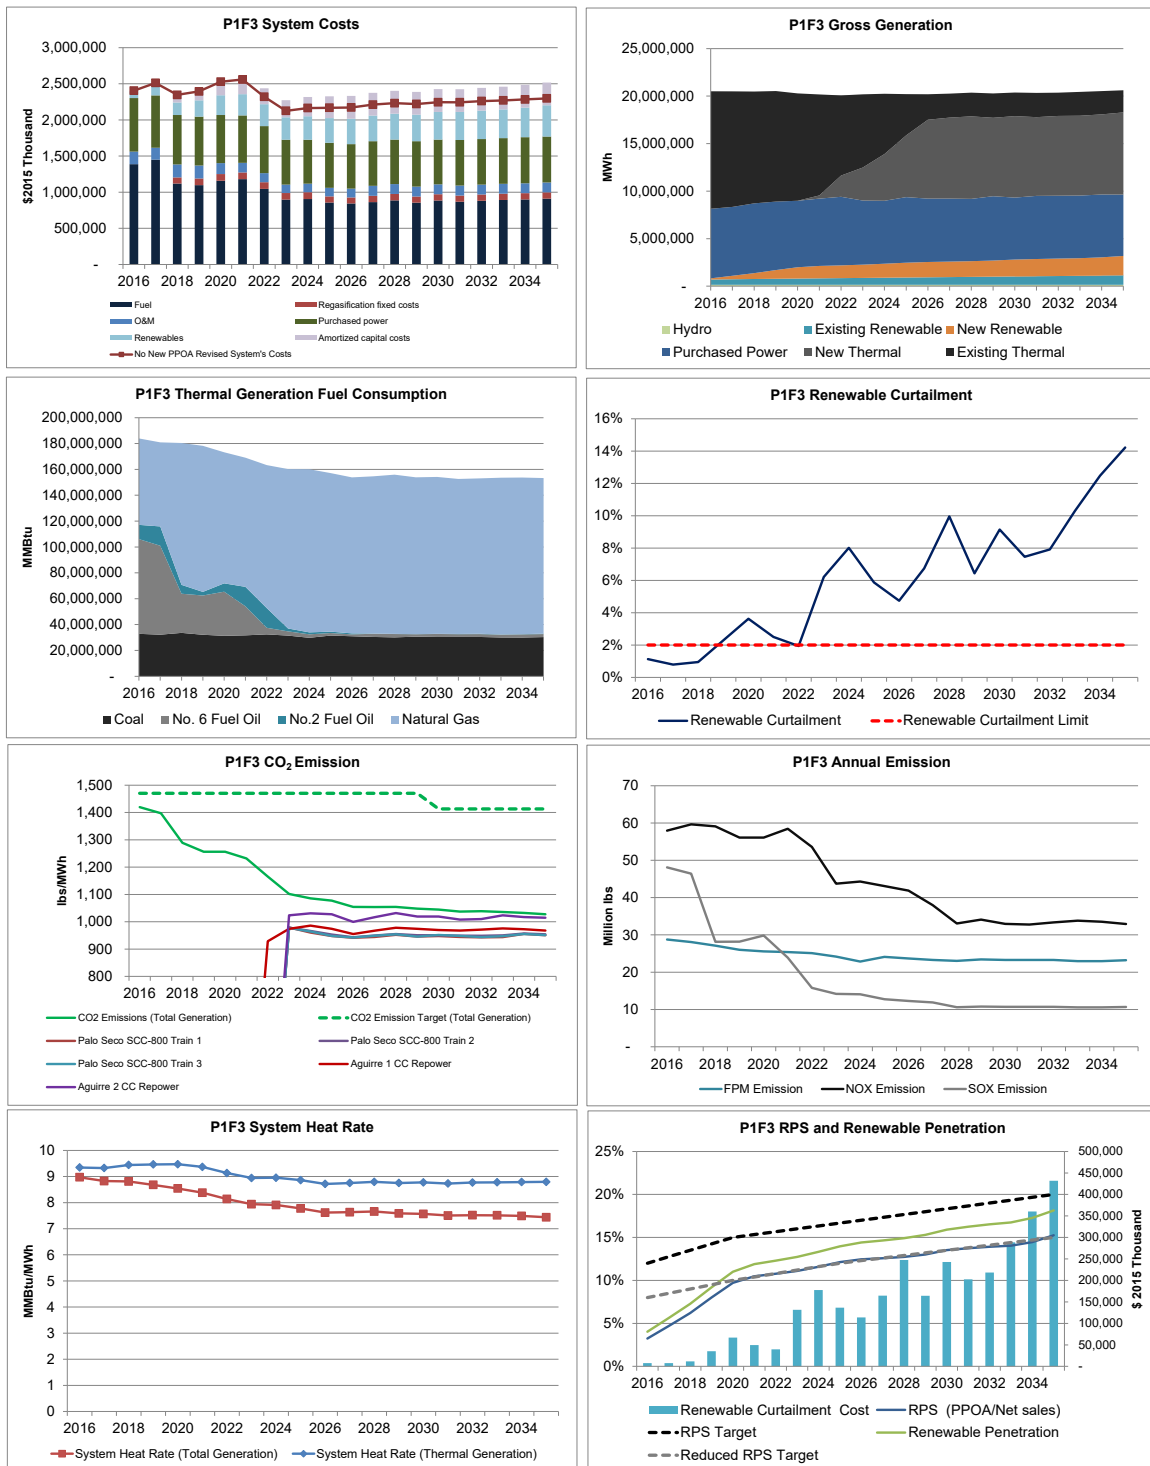 P1F3 System Costs
3,000,000
2,500,000
2,000,000
1,500,000
1,000,000
500,000
-
$2015 Thousand
2016 2018 2020 2022 2024 2026 2028 2030 2032 2034
Fuel
Regasification fixed costs
O&M
Purchased power
Renewables
Amortized capital costs
No New PPOA Revised System's Costs
P1F3 Gross Generation
25,000,000
20,000,000
15,000,000
10,000,000
5,000,000
-
MWh
2016 2018 2020 2022 2024 2026 2028 2030 2032 2034
Hydro
Existing Renewable
New Renewable
Purchased Power
New Thermal
Existing Thermal
P1F3 Thermal Generation Fuel Consumption
200,000,000
180,000,000
160,000,000
140,000,000
120,000,000
100,000,000
80,000,000
60,000,000
40,000,000
20,000,000
-
MMBtu
2016 2018 2020 2022 2024 2026 2028 2030 2032 2034
Coal
No. 6 Fuel Oil
No.2 Fuel Oil
Natural Gas
P1F3 Renewable Curtailment
16%
14%
12%
10%
8%
6%
4%
2%
0%
2016 2018 2020 2022 2024 2026 2028 2030 2032 2034
Renewable Curtailment
Renewable Curtailment Limit
P1F3 CO2 Emission
1,500
1,400
1,300
1,200
1,100
1,000
900
800
lbs/MWh
2016 2018 2020 2022 2024 2026 2028 2030 2032 2034
CO2 Emissions (Total Generation)
CO2 Emission Target (Total Generation)
Palo Seco SCC-800 Train 1
Palo Seco SCC-800 Train 2
Palo Seco SCC-800 Train 3
Aguirre 1 CC Repower
Aguirre 2 CC Repower
P1F3 Annual Emission
70
60
50
40
30
20
10
-
Million lbs
2016 2018 2020 2022 2024 2026 2028 2030 2032 2034
FPM Emission
NOX Emission
SOX Emission
P1F3 System Heat Rate
10
9
8
7
6
5
4
3
2
1
0
MMBtu/MWh
2016 2018 2020 2022 2024 2026 2028 2030 2032 2034
System Heat Rate (Total Generation)
System Heat Rate (Thermal Generation)
P1F3 RPS and Renewable Penetration
25%
20%
15%
10%
5%
0%
500,000
450,000
400,000
350,000
300,000
250,000
200,000
150,000
100,000
50,000
-
$ 2015 Thousand
2016 2018 2020 2022 2024 2026 2028 2030 2032 2034
Renewable Curtailment Cost
RPS (PPOA/Net sales)
RPS Target
Renewable Penetration
Reduced RPS Target